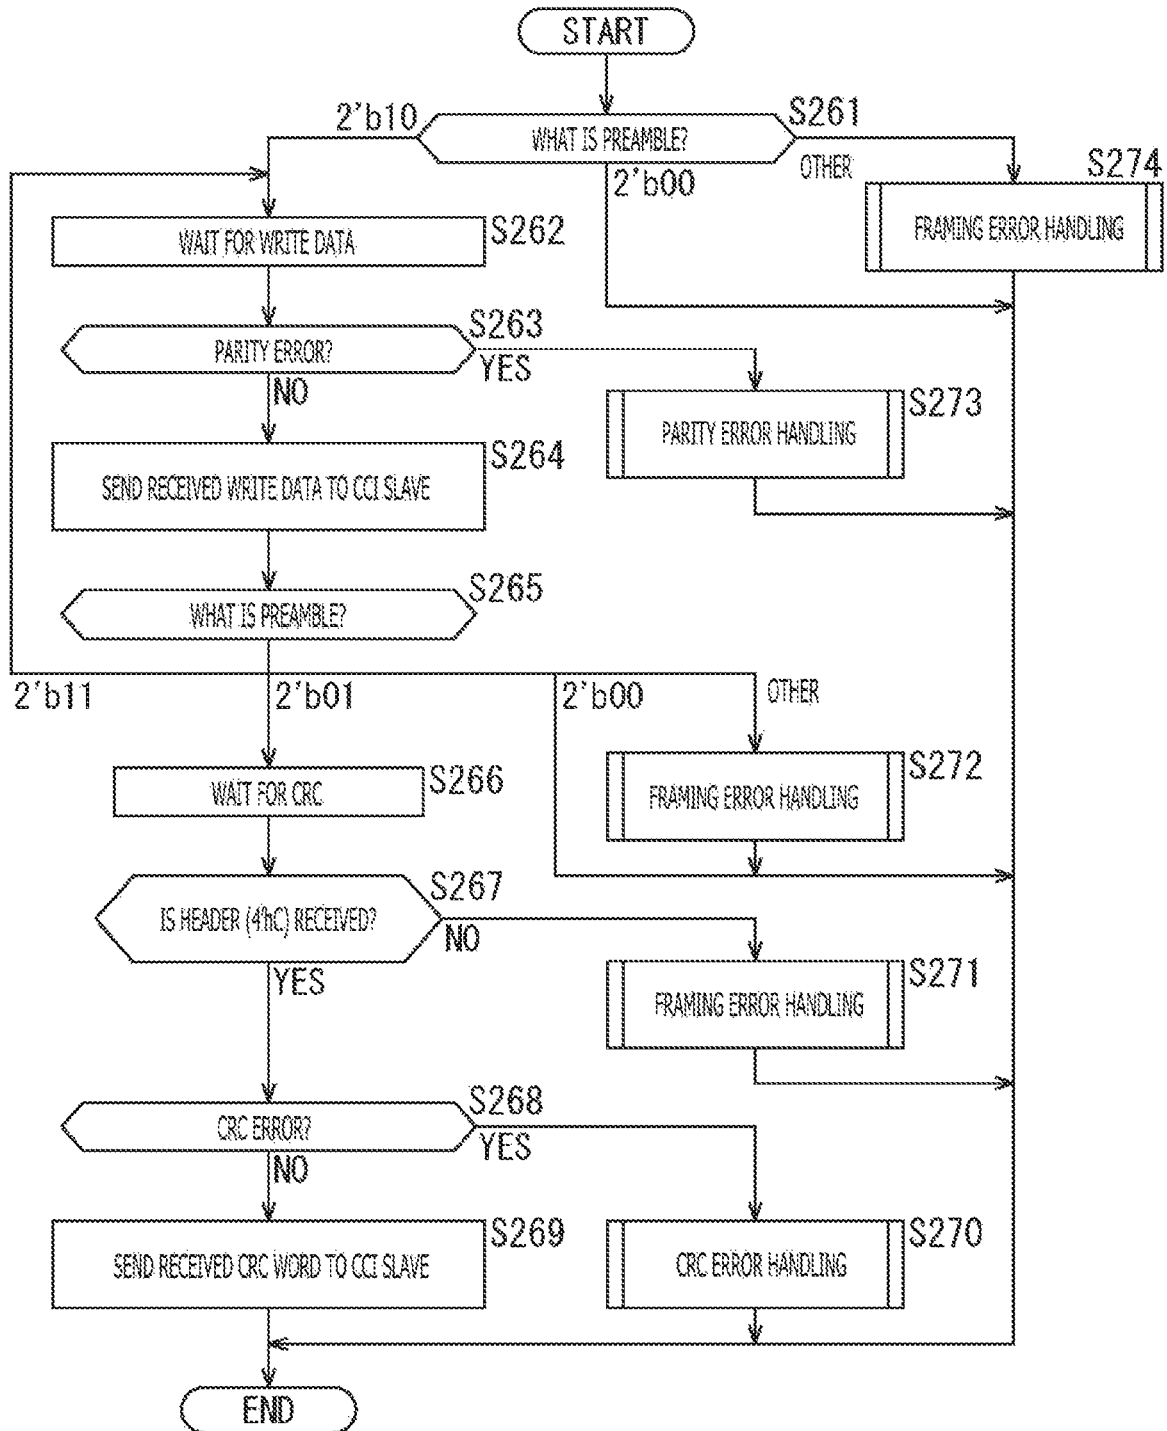 START
2'b10
WHAT IS PREAMBLE?
S261
OTHER
2'b00
S274
FRAMING ERROR HANDLING
WAIT FOR WRITE DATA
S262
PARITY ERROR?
S263
YES
NO
PARITY ERROR HANDLING
S273
SEND RECEIVED WRITE DATA TO CCI SLAVE
S264
WHAT IS PREAMBLE?
S265
2'b11
2'b01
2'b00
OTHER
WAIT FOR CRC
S266
FRAMING ERROR HANDLING
S272
IS HEADER (4'hC) RECEIVED?
S267
NO
YES
FRAMING ERROR HANDLING
S271
CRC ERROR?
S268
YES
NO
SEND RECEIVED CRC WORD TO CCI SLAVE
S269
CRC ERROR HANDLING
S270
END